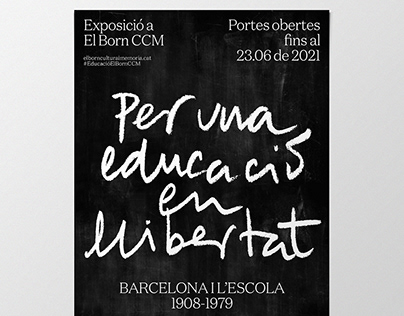 Exposició a
El Born CCM
Portes obertes
fins al
23.06 de 2021
elbornculturaimemoria.cat
#EducacióElBornCCM
Per una
educació
en
llibertat
BARCELONA I L'ESCOLA
1908-1979